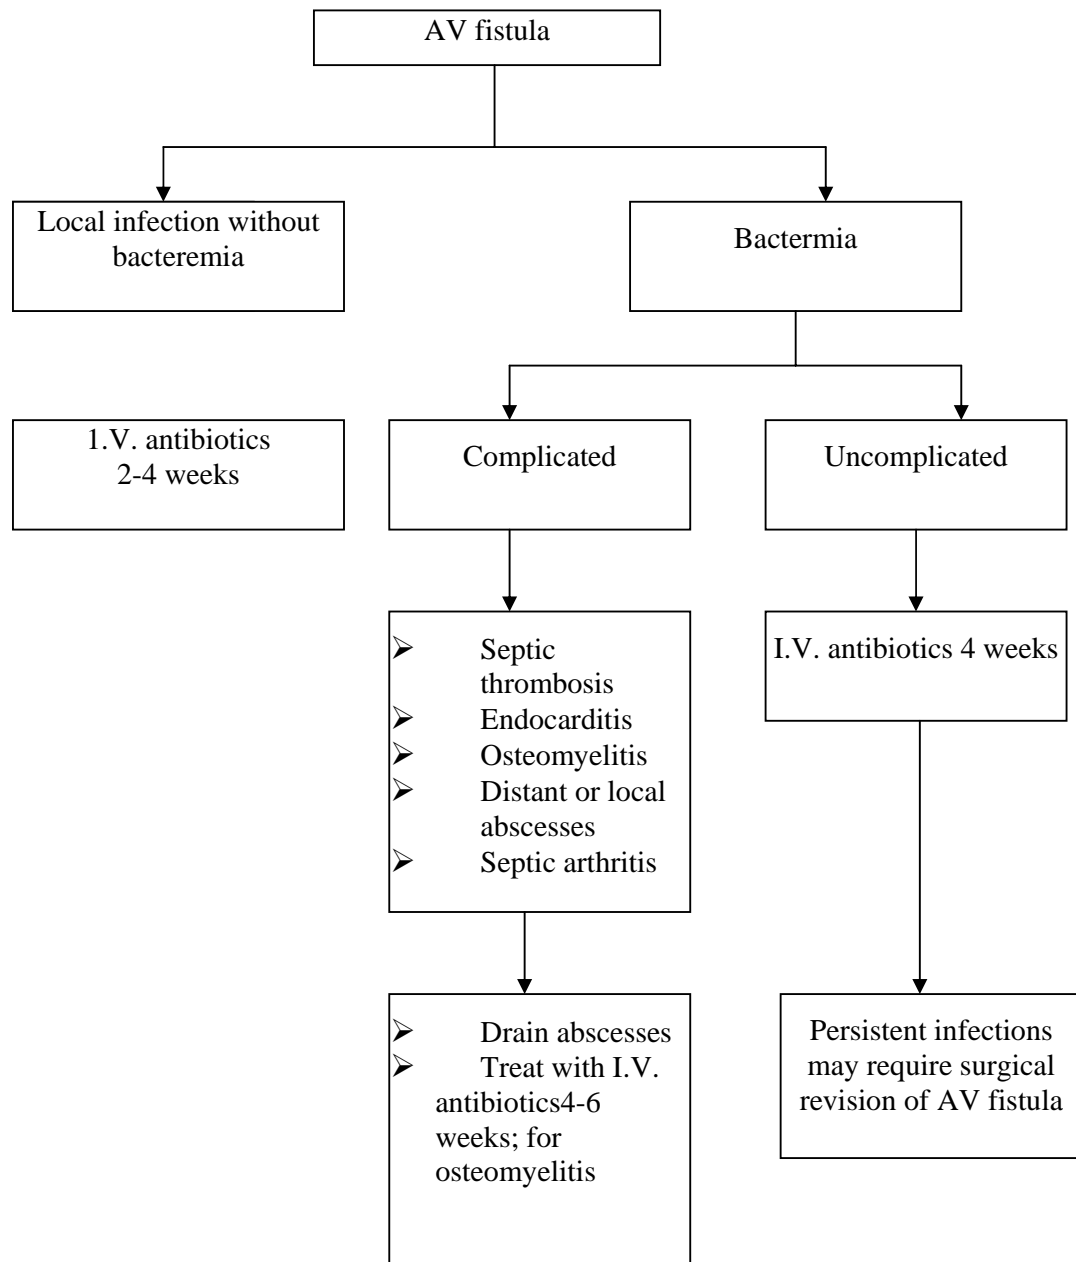 AV fistula
Local infection without
bacteremia
Bactermia
1.V. antibiotics
2-4 weeks
Complicated
Uncomplicated
➢ Septic
thrombosis
➢ Endocarditis
➢ Osteomyelitis
➢ Distant or local
abscesses
➢ Septic arthritis
I.V. antibiotics 4 weeks
➢ Drain abscesses
➢ Treat with I.V.
antibiotics4-6
weeks; for
osteomyelitis
Persistent infections
may require surgical
revision of AV fistula